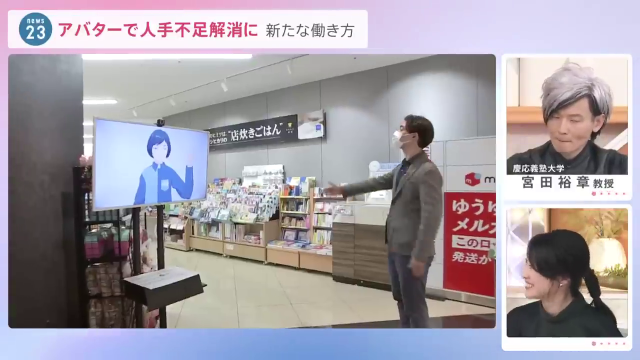 news
23
アバターで人手不足解消に 新たな働き方
"店炊きごはん"
ゆうゆ
メルカ
このロ
発送が
慶応義塾大学
宮田裕章教授